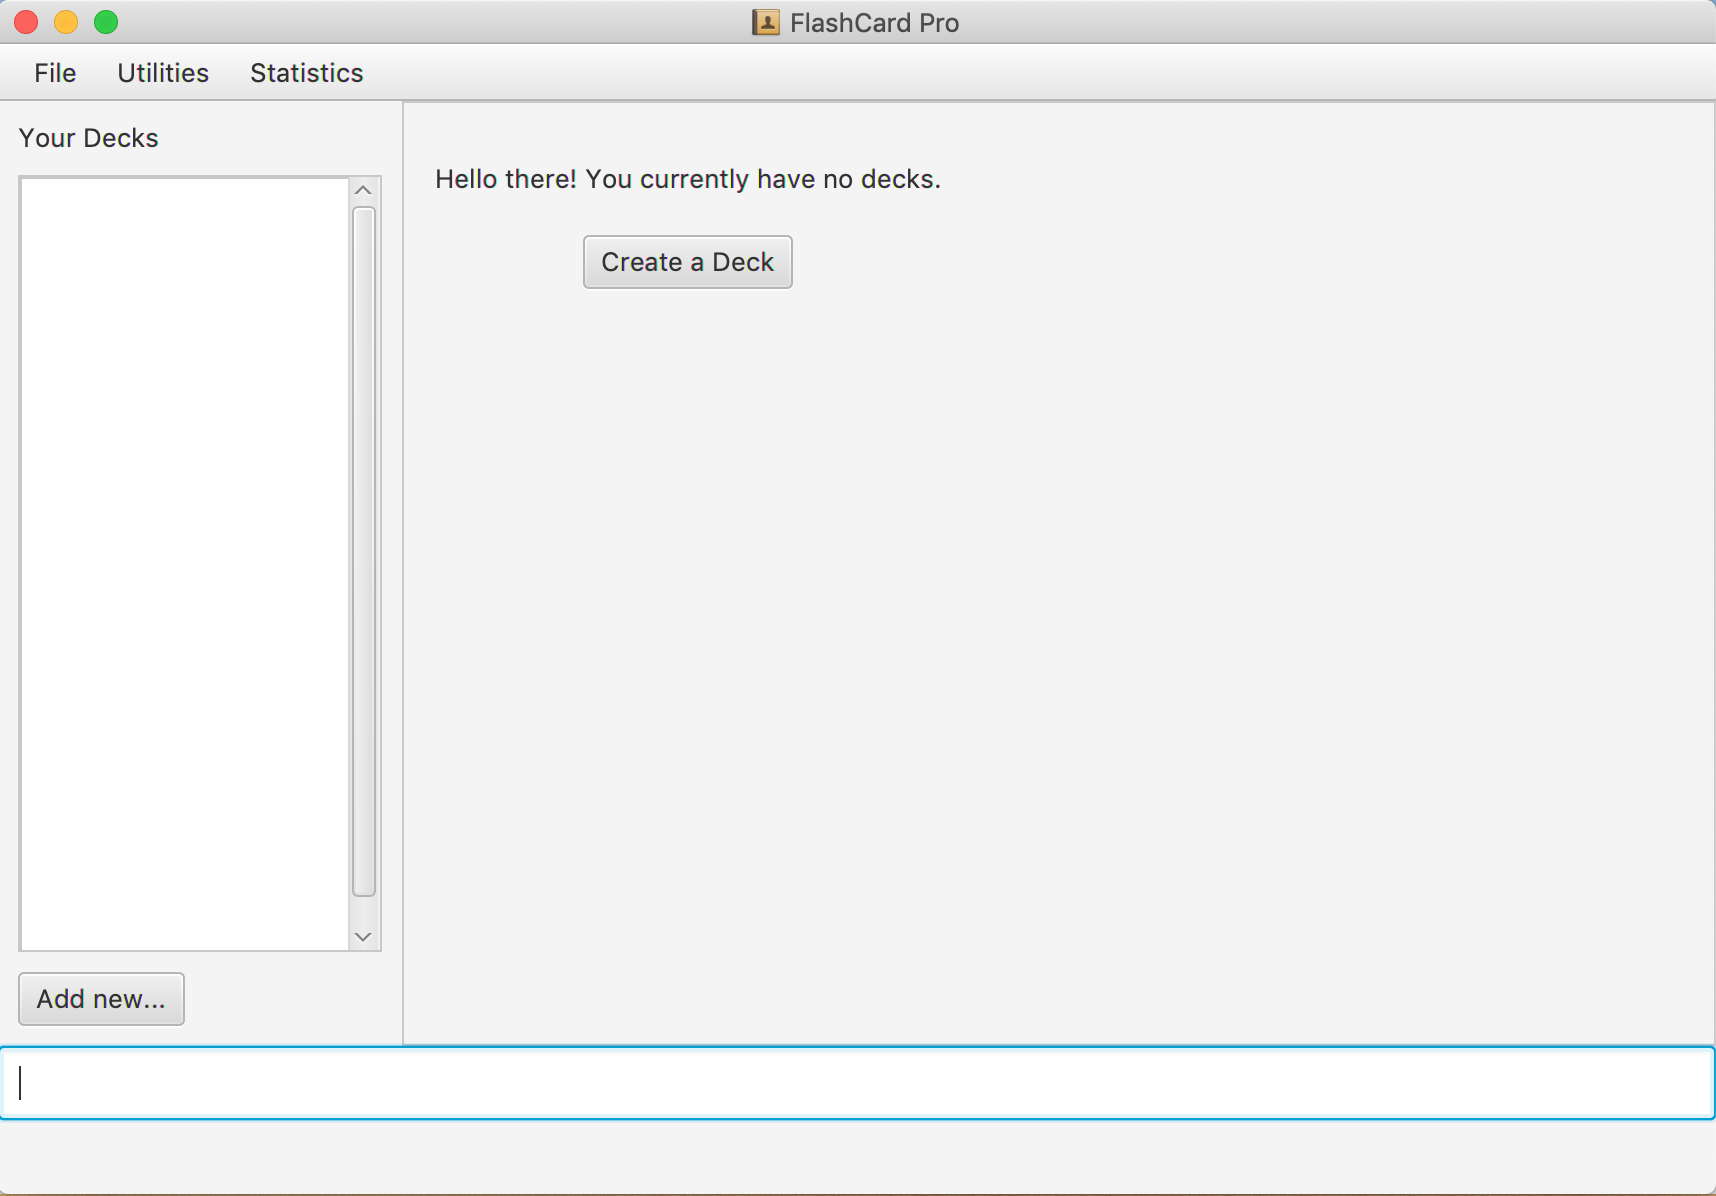 FlashCard Pro
File Utilities Statistics
Your Decks
Hello there! You currently have no decks.
Create a Deck
Add new...